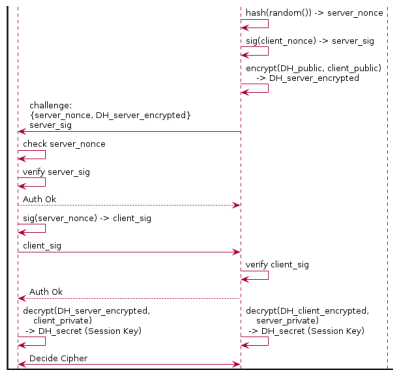 hash(random()) -> server_nonce
sig(client_nonce) -> server_sig
encrypt(DH_public, client_public)
-> DH_server_encrypted
challenge:
{server_nonce, DH_server_encrypted}
server_sig
check server_nonce
verify server_sig
Auth Ok
sig(server_nonce) -> client_sig
client_sig
verify client_sig
Auth Ok
decrypt(DH_server_encrypted,
client_private)
-> DH_secret (Session Key)
decrypt(DH_client_encrypted,
server_private)
-> DH_secret (Session Key)
Decide Cipher